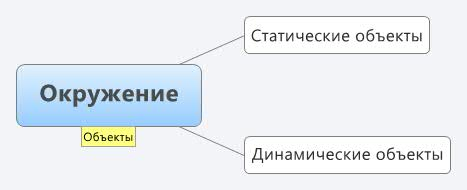 Статические объекты
Окружение
Объекты
Динамические объекты